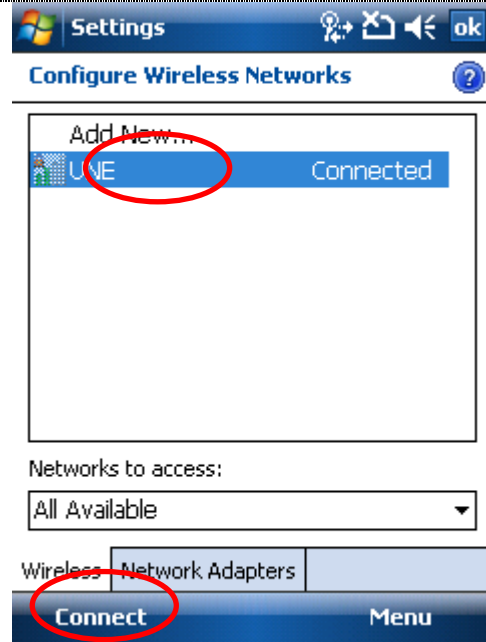 Settings ok
Configure Wireless Networks ?
Add New...
UNE Connected
Networks to access:
All Available
Wireless Network Adapters
Connect Menu